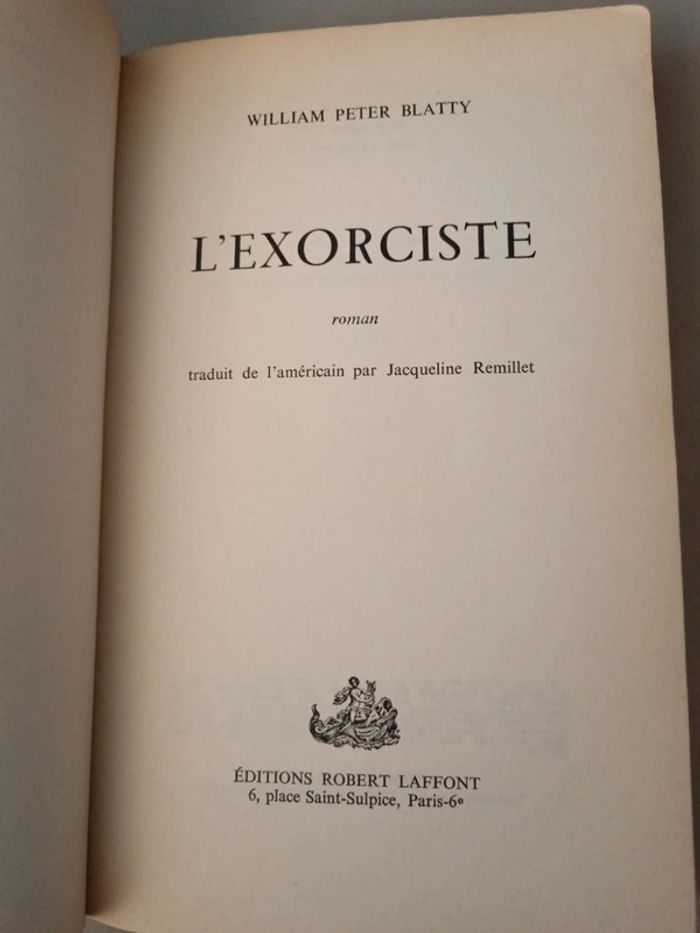 WILLIAM PETER BLATTY
L'EXORCISTE
roman
traduit de l'américain par Jacqueline Remillet
ÉDITIONS ROBERT LAFFONT
6, place Saint-Sulpice, Paris-6e